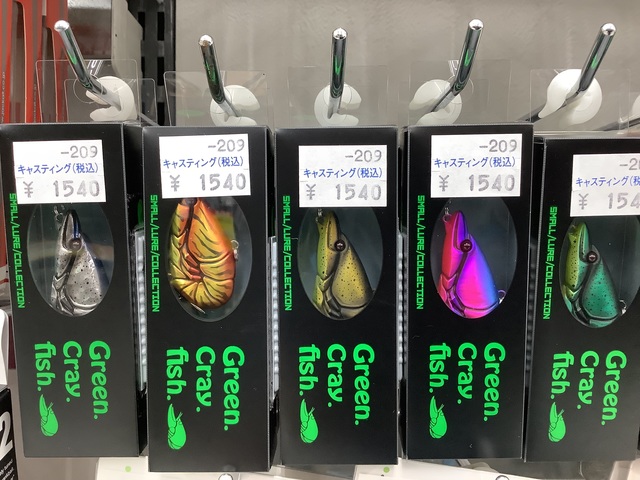 -209
キャスティング(税込)
¥ 1540
SMALL/LURE/COLLECTION
Green.
Cray.
fish.
-209
キャスティング(税込)
¥ 1540
SMALL/LURE/COLLECTION
Green.
Cray.
fish.
-209
キャスティング(税込)
¥ 1540
SMALL/LURE/COLLECTION
Green.
Cray.
fish.
-209
キャスティング(税込)
¥ 1540
SMALL/LURE/COLLECTION
Green.
Cray.
fish.
-20
キャスティング(税
¥ 154
SMALL/LURE/COLLECTION
Green.
Cray.
fish.
2